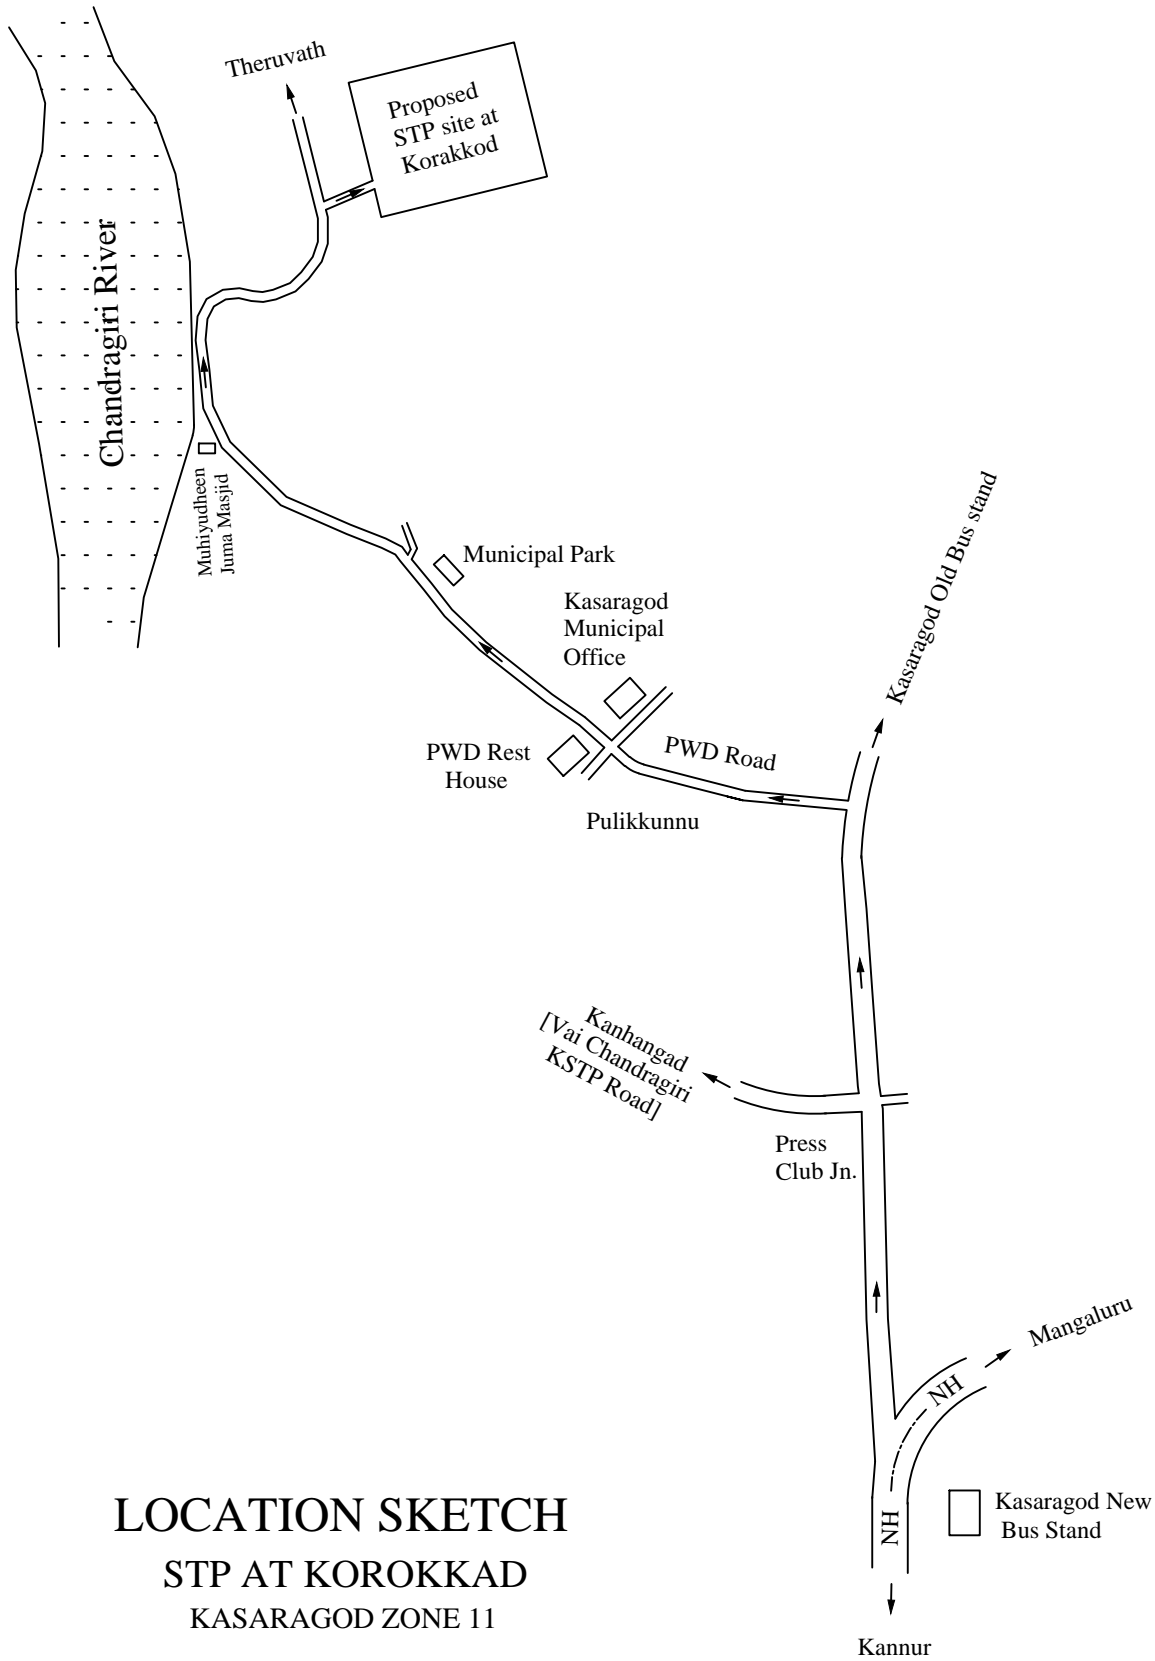 Theruvath
Proposed
STP site at
Korakkod
Chandragiri River
Muhiyudheen
Juma Masjid
Municipal Park
Kasaragod
Municipal
Office
Kasaragod Old Bus stand
PWD Rest
House
PWD Road
Pulikkunnu
Kanhangad
[Vai Chandragiri
KSTP Road]
Press
Club Jn.
Mangaluru
NH
NH
Kasaragod New
Bus Stand
Kannur
LOCATION SKETCH
STP AT KOROKKAD
KASARAGOD ZONE 11